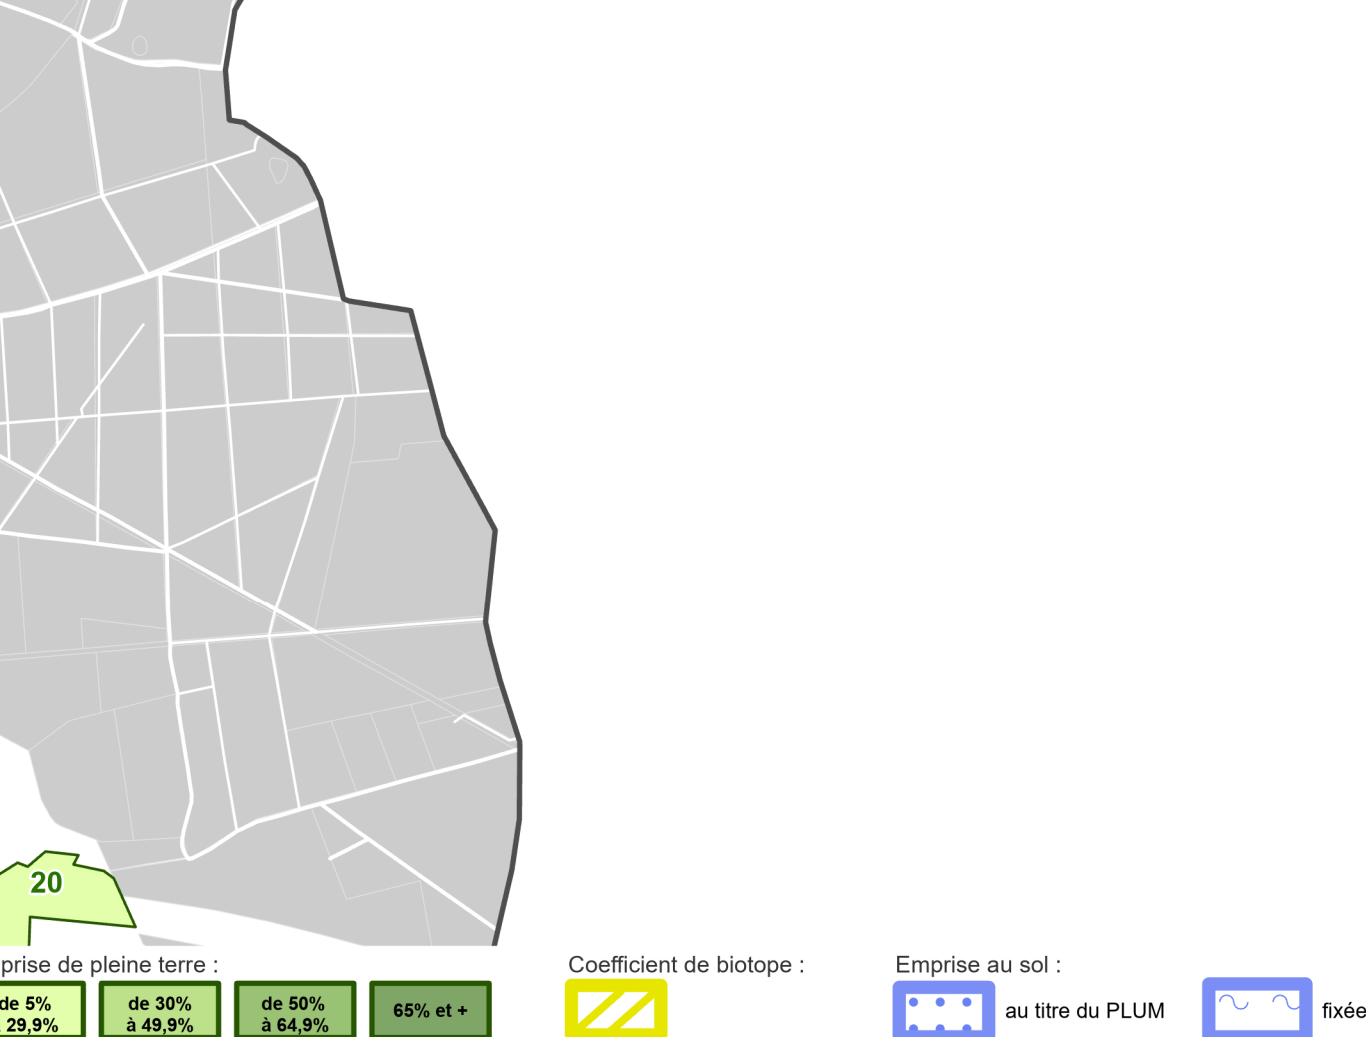 20
prise de pleine terre :
Coefficient de biotope :
Emprise au sol :
de 5%
à 29,9%
de 30%
à 49,9%
de 50%
à 64,9%
65% et +
au titre du PLUM
fixée